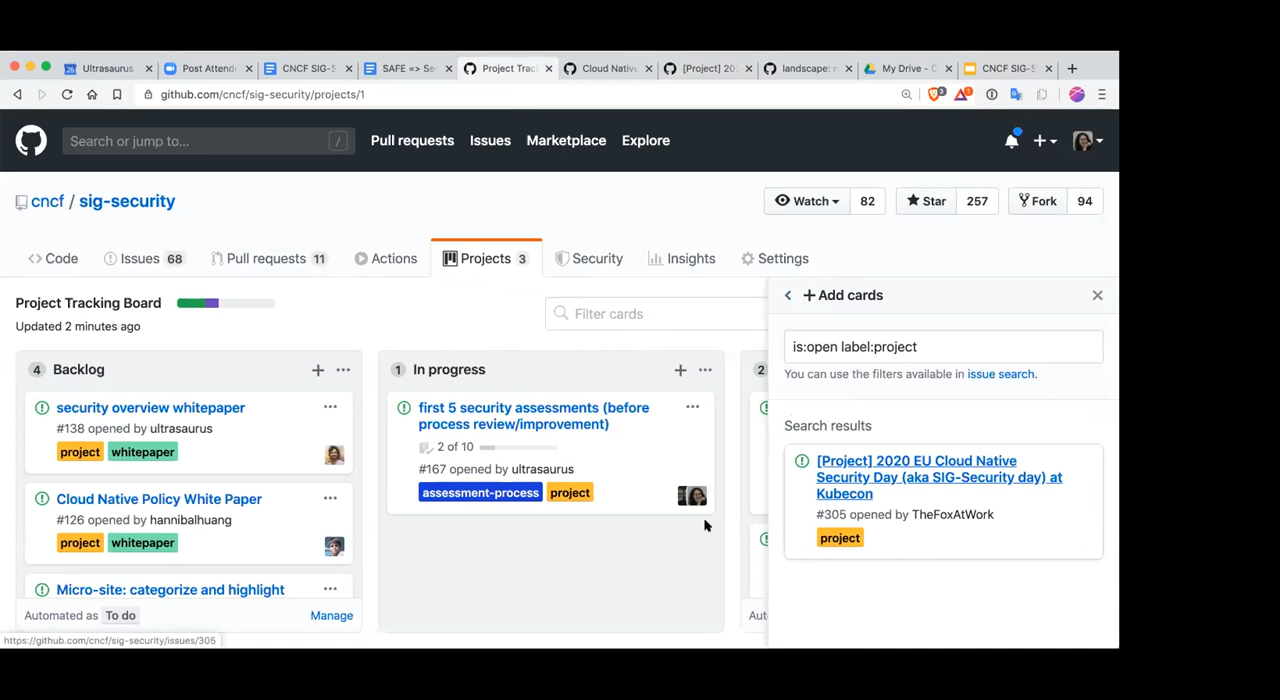 Ultrasaurus
Post Attend
CNCF SIG-S
SAFE => Se
Project Trac
Cloud Native
[Project] 20
landscape: r
My Drive - C
CNCF SIG-S
github.com/cncf/sig-security/projects/1
3
1
Search or jump to...
/
Pull requests
Issues
Marketplace
Explore
cncf / sig-security
Watch
82
Star
257
Fork
94
Code
Issues 68
Pull requests 11
Actions
Projects 3
Security
Insights
Settings
Project Tracking Board
Updated 2 minutes ago
Filter cards
4 Backlog
security overview whitepaper
#138 opened by ultrasaurus
project whitepaper
Cloud Native Policy White Paper
#126 opened by hannibalhuang
project whitepaper
Micro-site: categorize and highlight
Automated as To do
Manage
1 In progress
first 5 security assessments (before
process review/improvement)
2 of 10
#167 opened by ultrasaurus
assessment-process project
2
Aut
Add cards
is:open label:project
You can use the filters available in issue search.
Search results
[Project] 2020 EU Cloud Native
Security Day (aka SIG-Security day) at
Kubecon
#305 opened by TheFoxAtWork
project
https://github.com/cncf/sig-security/issues/305